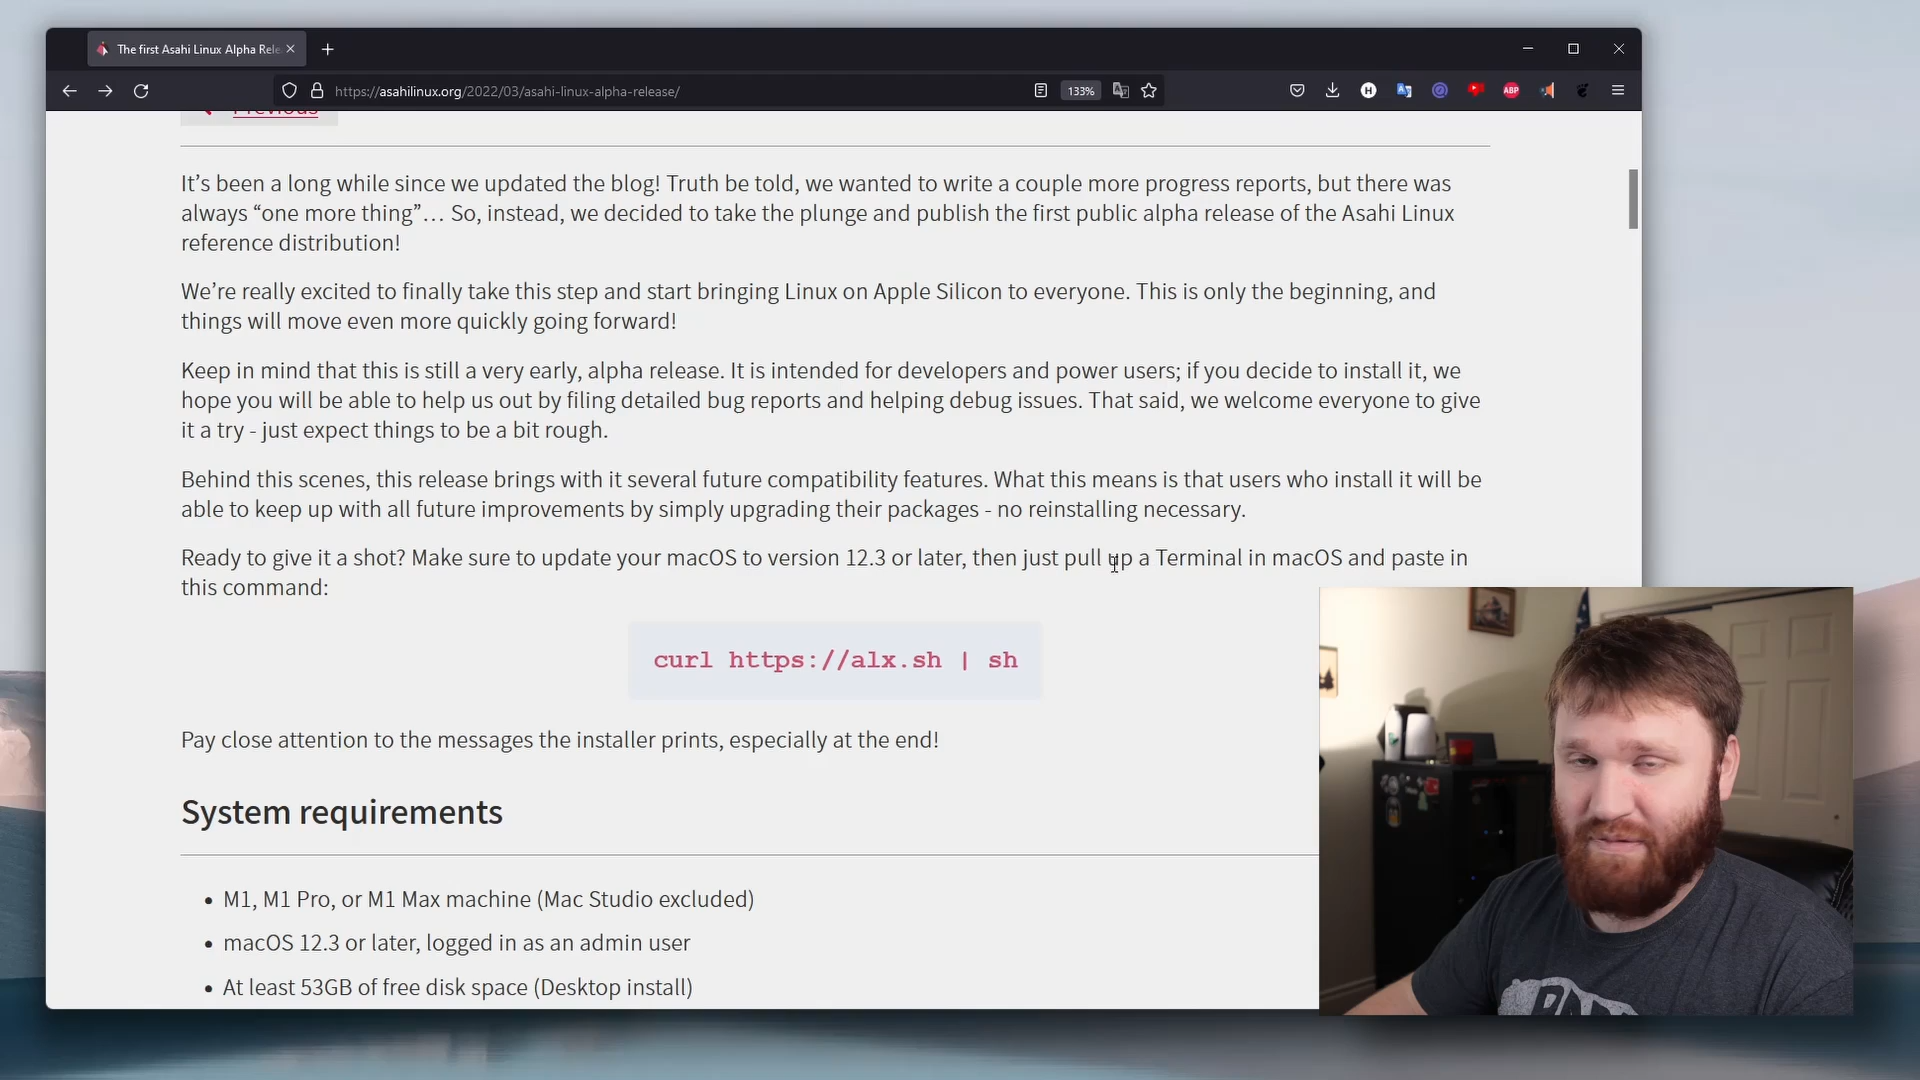 The first Asahi Linux Alpha Rele
https://asahilinux.org/2022/03/asahi-linux-alpha-release/
133%
ABP
Previous
It’s been a long while since we updated the blog! Truth be told, we wanted to write a couple more progress reports, but there was
always “one more thing”… So, instead, we decided to take the plunge and publish the first public alpha release of the Asahi Linux
reference distribution!
We’re really excited to finally take this step and start bringing Linux on Apple Silicon to everyone. This is only the beginning, and
things will move even more quickly going forward!
Keep in mind that this is still a very early, alpha release. It is intended for developers and power users; if you decide to install it, we
hope you will be able to help us out by filing detailed bug reports and helping debug issues. That said, we welcome everyone to give
it a try - just expect things to be a bit rough.
Behind this scenes, this release brings with it several future compatibility features. What this means is that users who install it will be
able to keep up with all future improvements by simply upgrading their packages - no reinstalling necessary.
Ready to give it a shot? Make sure to update your macOS to version 12.3 or later, then just pull up a Terminal in macOS and paste in
this command:
curl https://alx.sh | sh
Pay close attention to the messages the installer prints, especially at the end!
System requirements
• M1, M1 Pro, or M1 Max machine (Mac Studio excluded)
• macOS 12.3 or later, logged in as an admin user
• At least 53GB of free disk space (Desktop install)